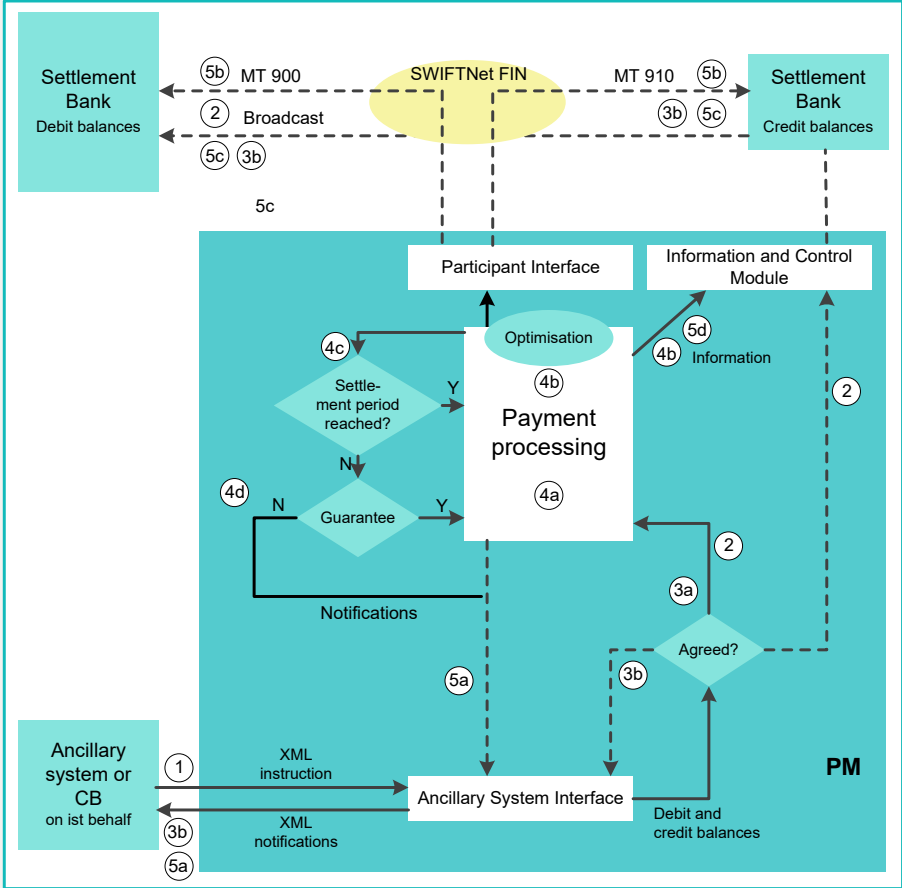 Settlement
Bank
Debit balances
5b
MT 900
2
Broadcast
5c
3b
5c
SWIFTNet FIN
MT 910
5b
3b
5c
Settlement
Bank
Credit balances
Participant Interface
Information and Control
Module
Optimisation
4b
Payment
processing
4a
4c
Settle-
ment period
reached?
Y
N
4d
N
Guarantee
Y
Notifications
5d
4b
Information
2
2
3a
Agreed?
3b
5a
PM
Ancillary
system or
CB
on ist behalf
1
XML
instruction
3b
XML
notifications
5a
Ancillary System Interface
Debit and
credit balances